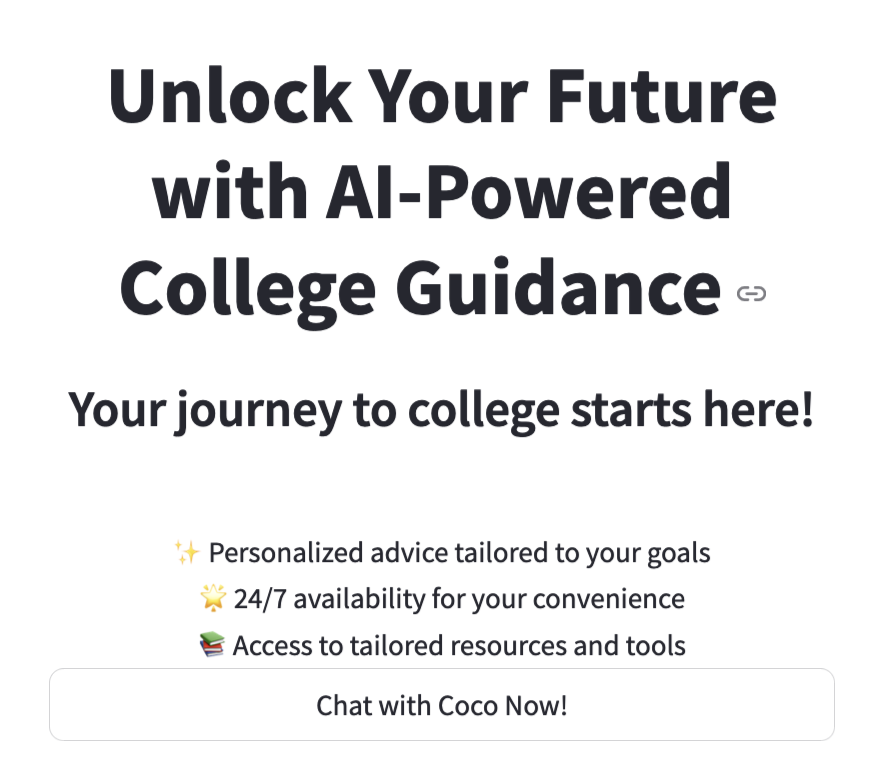 Unlock Your Future
with AI-Powered
College Guidance
Your journey to college starts here!
✨ Personalized advice tailored to your goals
🌟 24/7 availability for your convenience
📚 Access to tailored resources and tools
Chat with Coco Now!